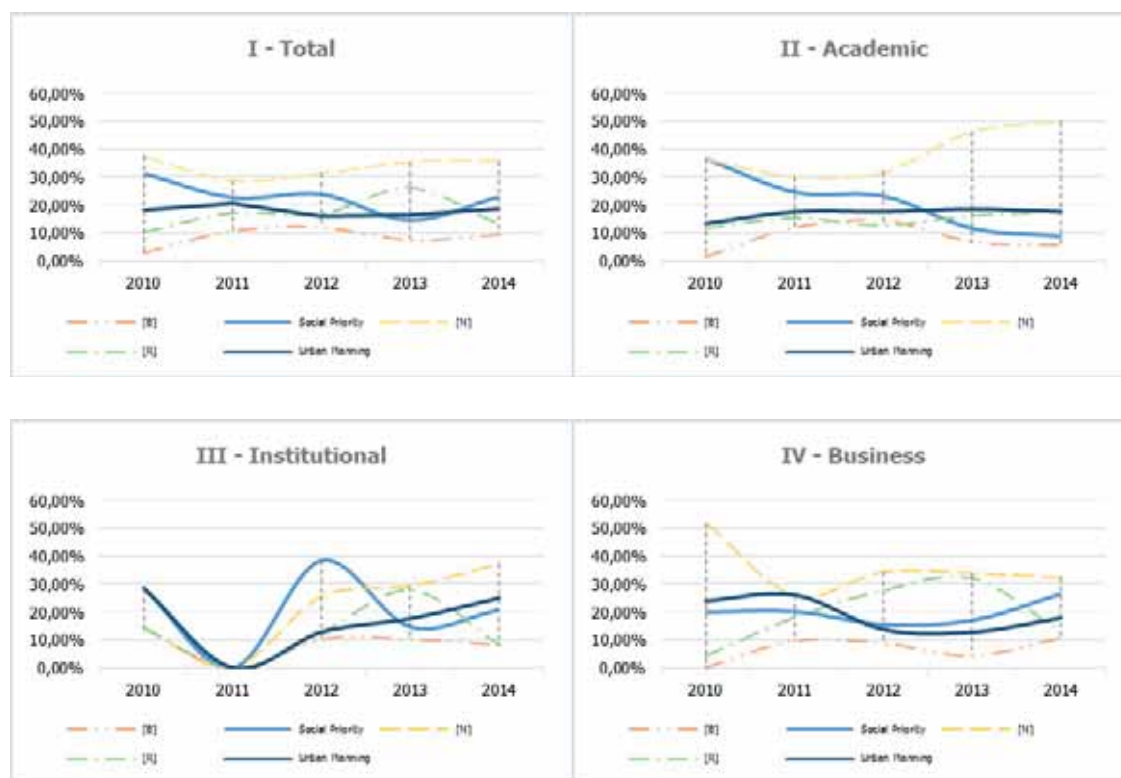 I - Total
60,00%
50,00%
40,00%
30,00%
20,00%
10,00%
0,00%
2010 2011 2012 2013 2014
[B] Social Priority [N]
[R] Urban Planning
II - Academic
60,00%
50,00%
40,00%
30,00%
20,00%
10,00%
0,00%
2010 2011 2012 2013 2014
[B] Social Priority [N]
[R] Urban Planning
III - Institutional
60,00%
50,00%
40,00%
30,00%
20,00%
10,00%
0,00%
2010 2011 2012 2013 2014
[B] Social Priority [N]
[R] Urban Planning
IV - Business
60,00%
50,00%
40,00%
30,00%
20,00%
10,00%
0,00%
2010 2011 2012 2013 2014
[B] Social Priority [N]
[R] Urban Planning